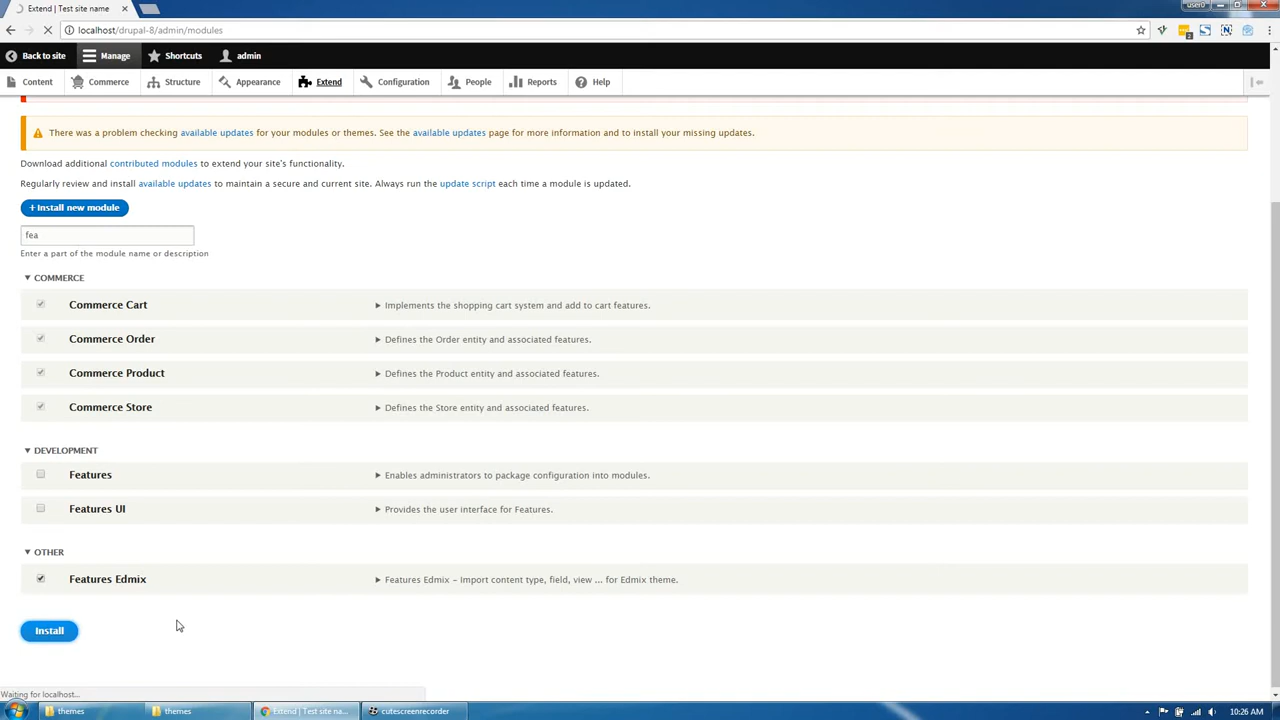 Extend | Test site name
user0
localhost/drupal-8/admin/modules
Back to site Manage Shortcuts admin
Content Commerce Structure Appearance Extend Configuration People Reports Help
There was a problem checking available updates for your modules or themes. See the available updates page for more information and to install your missing updates.
Download additional contributed modules to extend your site's functionality.
Regularly review and install available updates to maintain a secure and current site. Always run the update script each time a module is updated.
+ Install new module
fea
Enter a part of the module name or description
▼ COMMERCE
Commerce Cart ► Implements the shopping cart system and add to cart features.
Commerce Order ► Defines the Order entity and associated features.
Commerce Product ► Defines the Product entity and associated features.
Commerce Store ► Defines the Store entity and associated features.
▼ DEVELOPMENT
Features ► Enables administrators to package configuration into modules.
Features UI ► Provides the user interface for Features.
▼ OTHER
Features Edmix ► Features Edmix – Import content type, field, view ... for Edmix theme.
Install
Waiting for localhost...
themes themes Extend | Test site na... cutescreenrecorder 10:26 AM